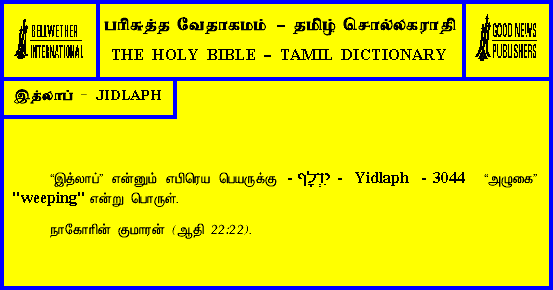 BELLWETHER
INTERNATIONAL
பரிசுத்த வேதாகமம் – தமிழ் சொல்லகராதி
THE HOLY BIBLE – TAMIL DICTIONARY
GOOD NEWS
PUBLISHERS
இத்லாப் – JIDLAPH
“இத்லாப்” என்னும் எபிரெய பெயருக்கு - יִדְלָף - Yidlaph - 3044 “அழுகை”
"weeping" என்று பொருள்.
நாகோரின் குமாரன் (ஆதி 22:22).